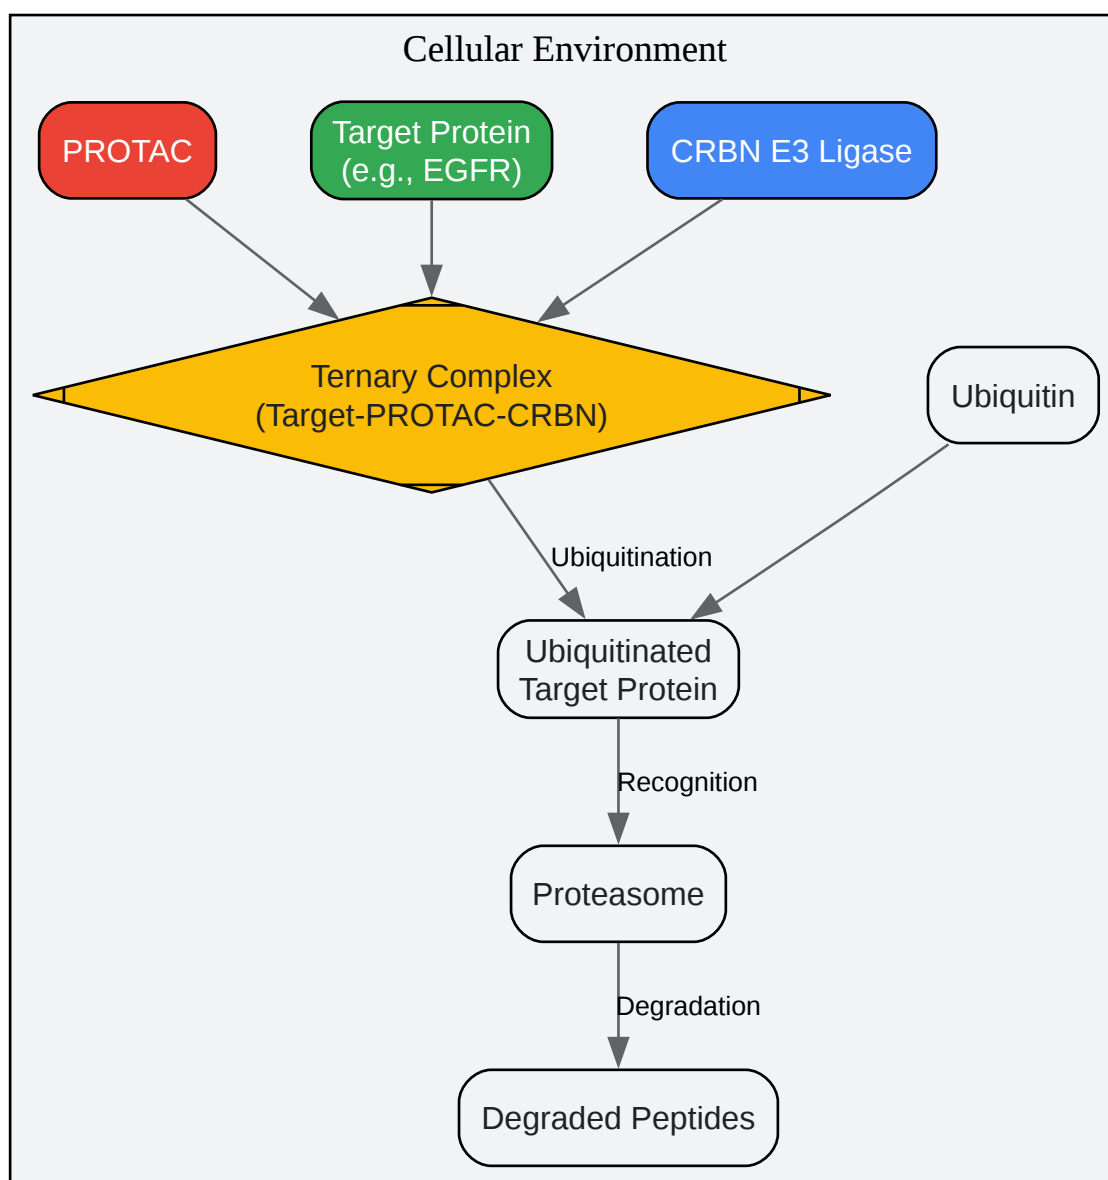 Cellular Environment
PROTAC
Target Protein
(e.g., EGFR)
CRBN E3 Ligase
Ternary Complex
(Target-PROTAC-CRBN)
Ubiquitin
Ubiquitination
Ubiquitinated
Target Protein
Recognition
Proteasome
Degradation
Degraded Peptides